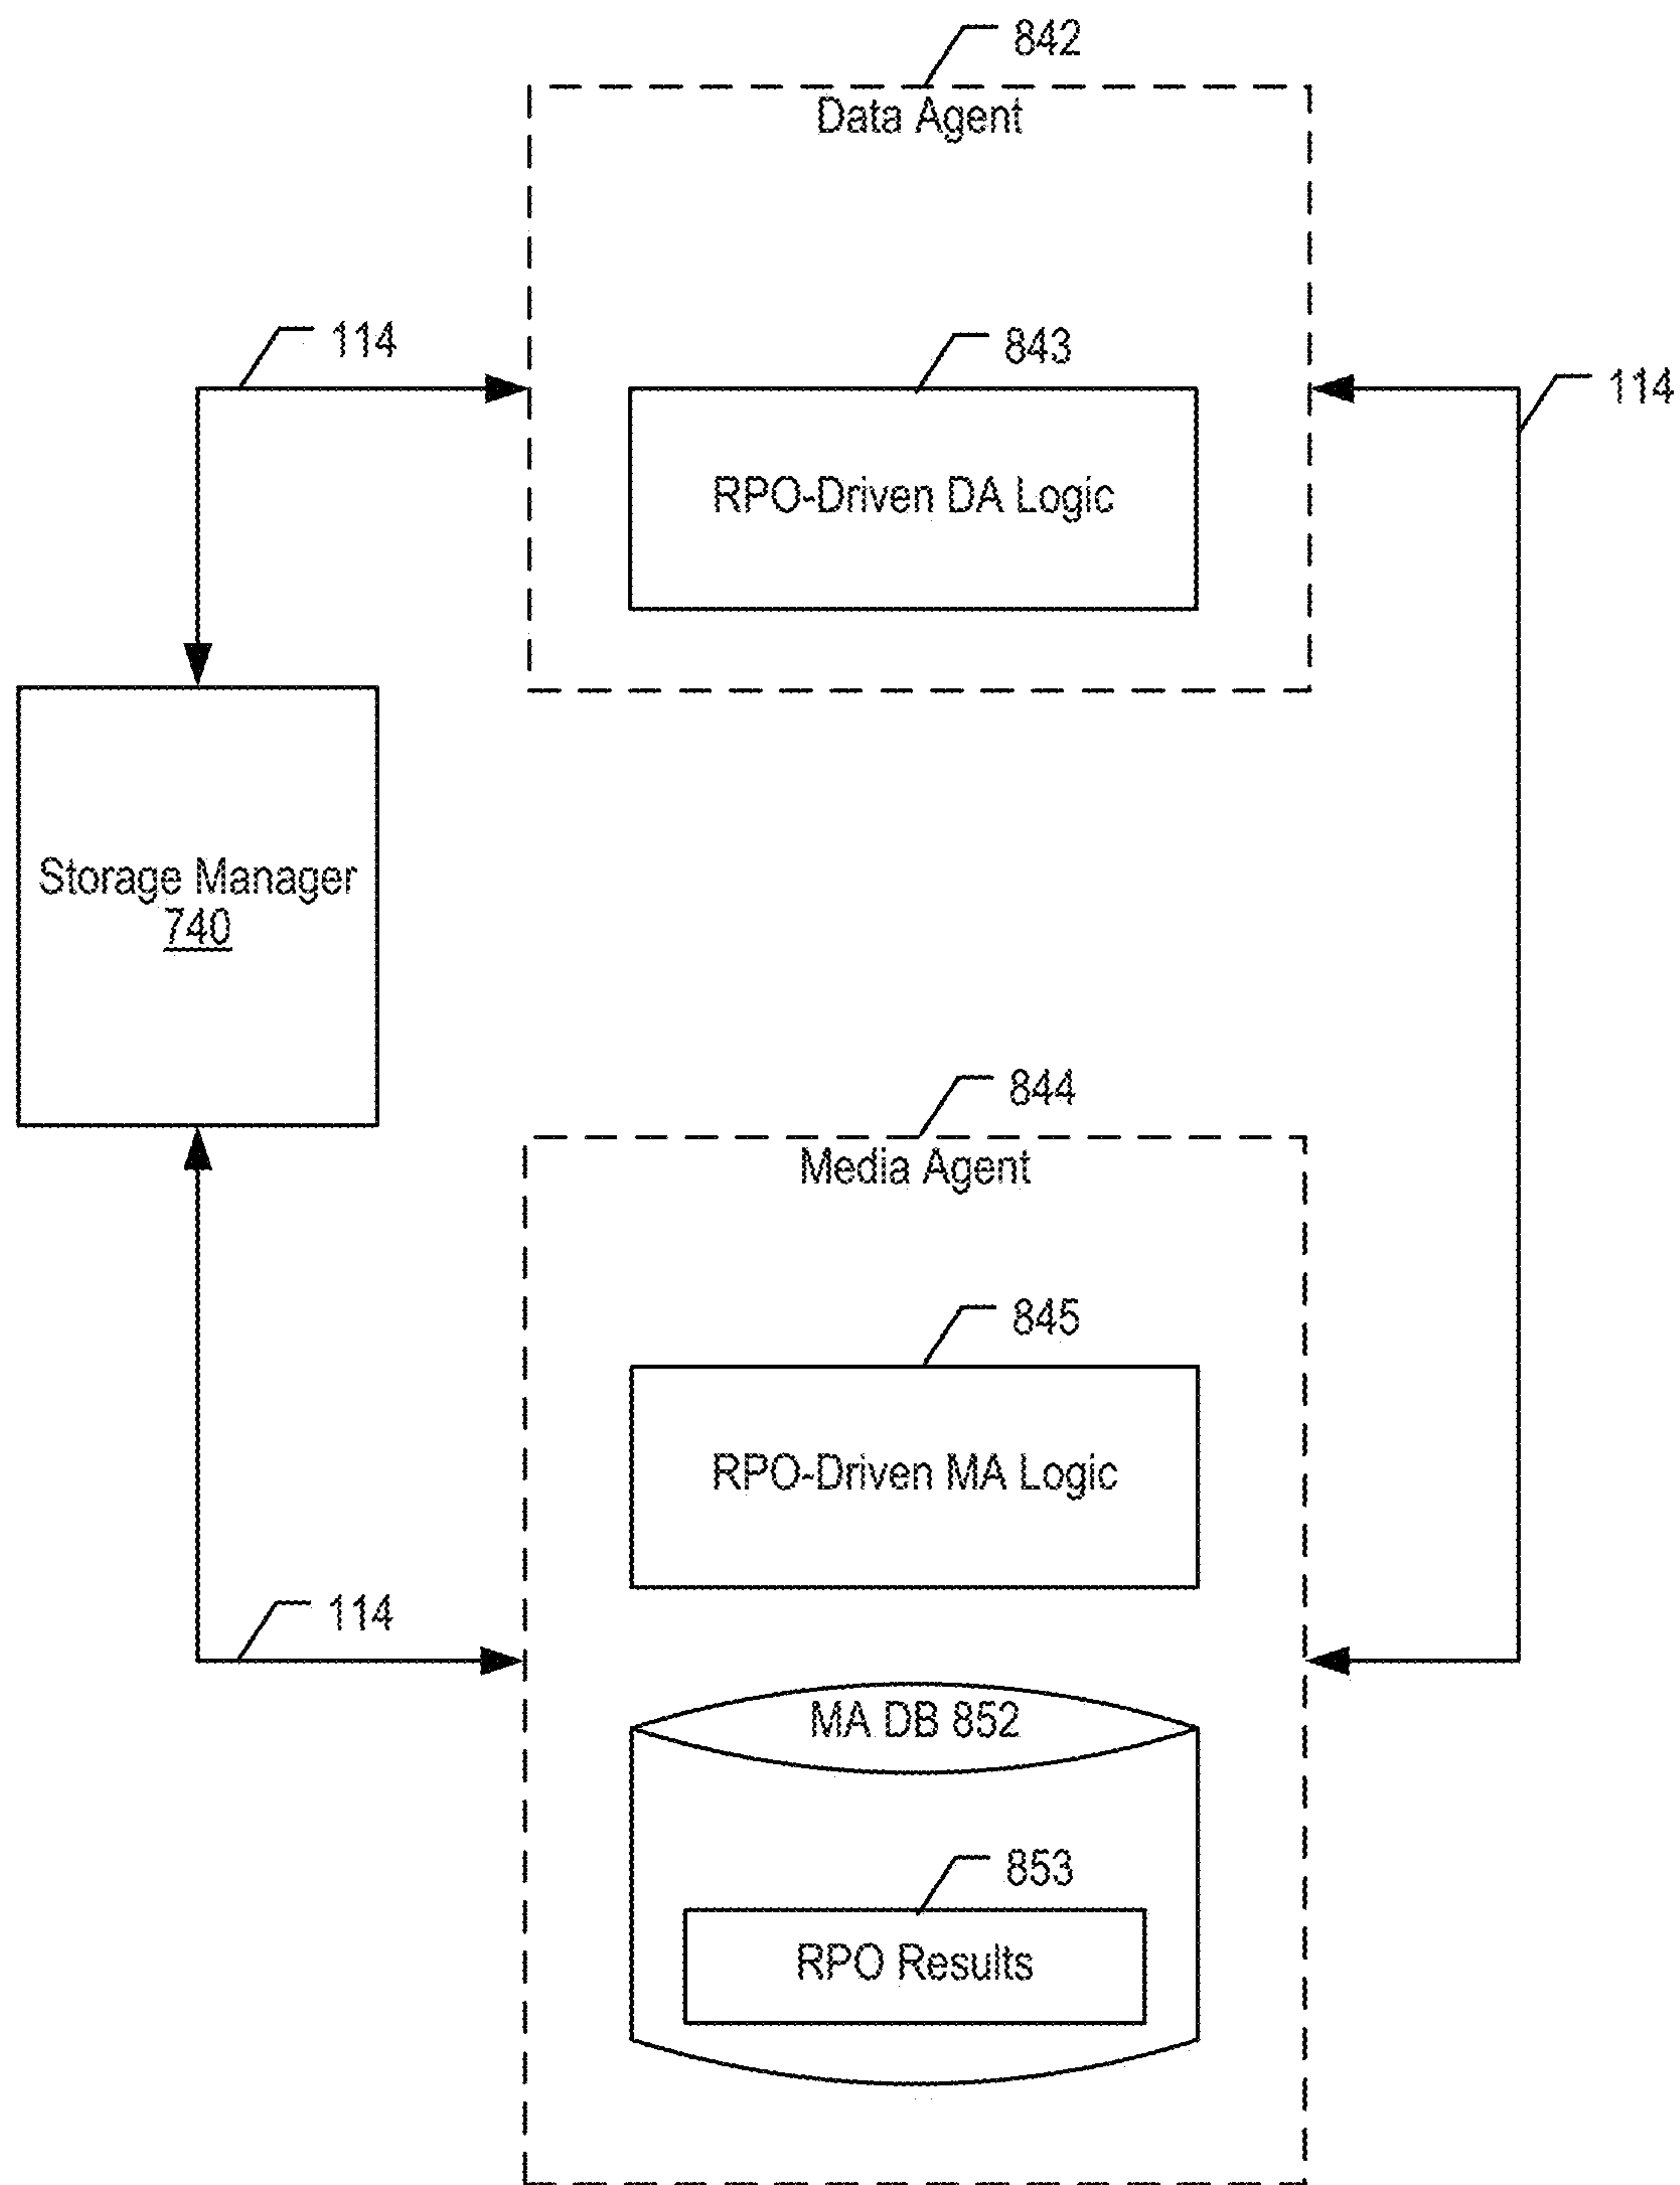 842
Data Agent
114
843
114
RPO-Driven DA Logic
Storage Manager
740
844
Media Agent
845
RPO-Driven MA Logic
114
MA DB 852
853
RPO Results